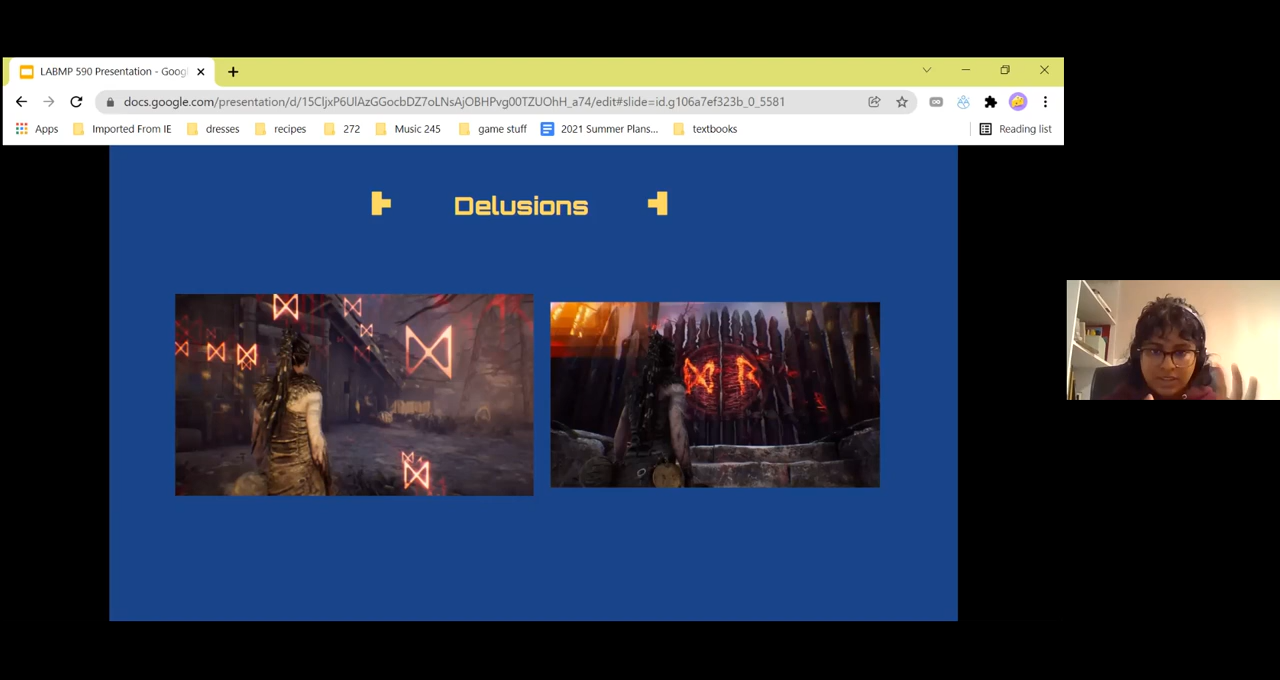 LABMP 590 Presentation - Goog
docs.google.com/presentation/d/15CljxP6UlAzGGocbDZ7oLNsAjOBHPvg00TZUOhH_a74/edit#slide=id.g106a7ef323b_0_5581
Apps Imported From IE dresses recipes 272 Music 245 game stuff 2021 Summer Plans... textbooks Reading list
Delusions